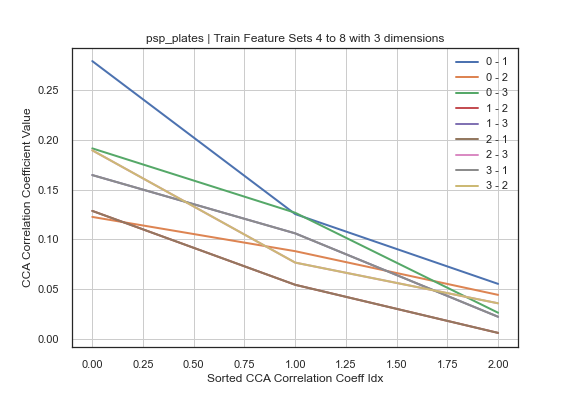 psp_plates | Train Feature Sets 4 to 8 with 3 dimensions
CCA Correlation Coefficient Value
0.25
0.20
0.15
0.10
0.05
0.00
0 - 1
0 - 2
0 - 3
1 - 2
1 - 3
2 - 1
2 - 3
3 - 1
3 - 2
0.00 0.25 0.50 0.75 1.00 1.25 1.50 1.75 2.00
Sorted CCA Correlation Coeff Idx